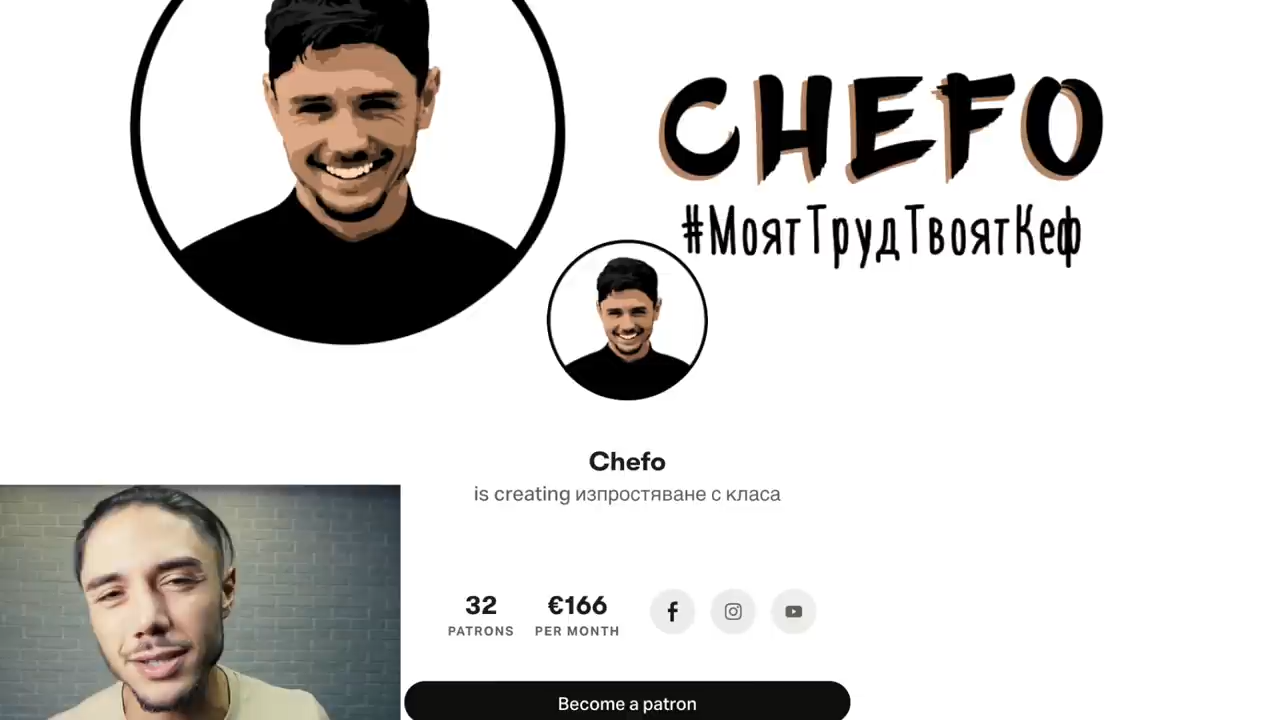 CHEFO
#МоятТрудТвоятКеф
Chefo
is creating изпростяване с класа
32
PATRONS
€166
PER MONTH
Become a patron